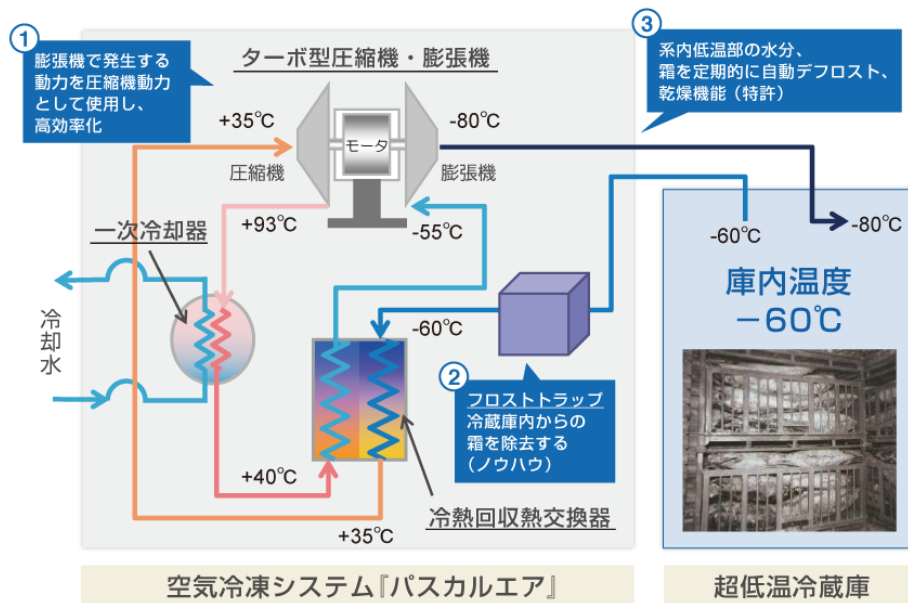 ①
膨張機で発生する
動力を圧縮機動力
として使用し、
高効率化
ターボ型圧縮機・膨張機
③
系内低温部の水分、
霜を定期的に自動デフロスト、
乾燥機能（特許）
+35℃
-80℃
モータ
圧縮機
膨張機
一次冷却器
+93℃
-55℃
-60℃
-80℃
庫内温度
－60℃
冷却水
-60℃
②
フロストトラップ
冷蔵庫内からの
霜を除去する
（ノウハウ）
+40℃
冷熱回収熱交換器
+35℃
空気冷凍システム『パスカルエア』
超低温冷蔵庫